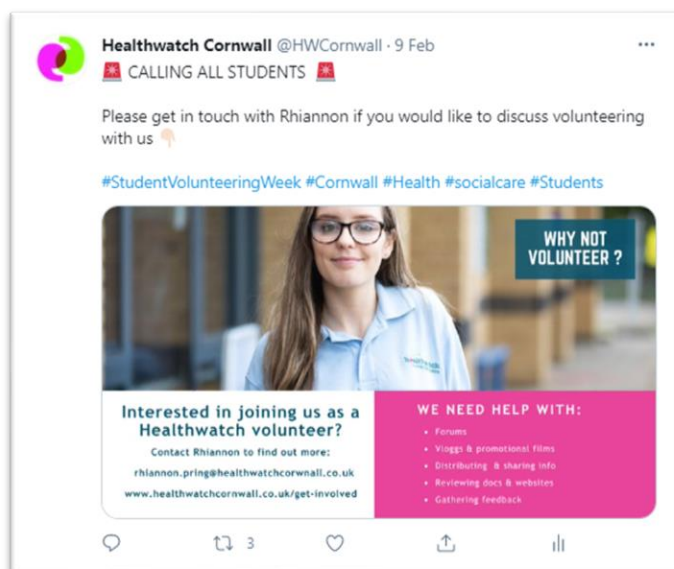 Healthwatch Cornwall @HWCornwall · 9 Feb
🚨 CALLING ALL STUDENTS 🚨
Please get in touch with Rhiannon if you would like to discuss volunteering
with us 👇🏻
#StudentVolunteeringWeek #Cornwall #Health #socialcare #Students
WHY NOT
VOLUNTEER ?
Interested in joining us as a
Healthwatch volunteer?
Contact Rhiannon to find out more:
rhiannon.pring@healthwatchcorwnall.co.uk
www.healthwatchcornwall.co.uk/get-involved
WE NEED HELP WITH:
• Forums
• Vloggs & promotional films
• Distributing & sharing info
• Reviewing docs & websites
• Gathering feedback
3